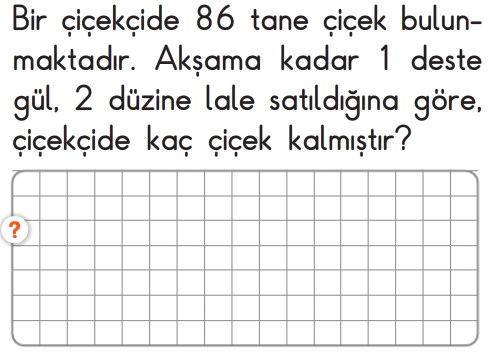 Bir çiçekçide 86 tane çiçek bulun-
maktadır. Akşama kadar 1 deste
gül, 2 düzine lale satıldığına göre,
çiçekçide kaç çiçek kalmıştır?
?